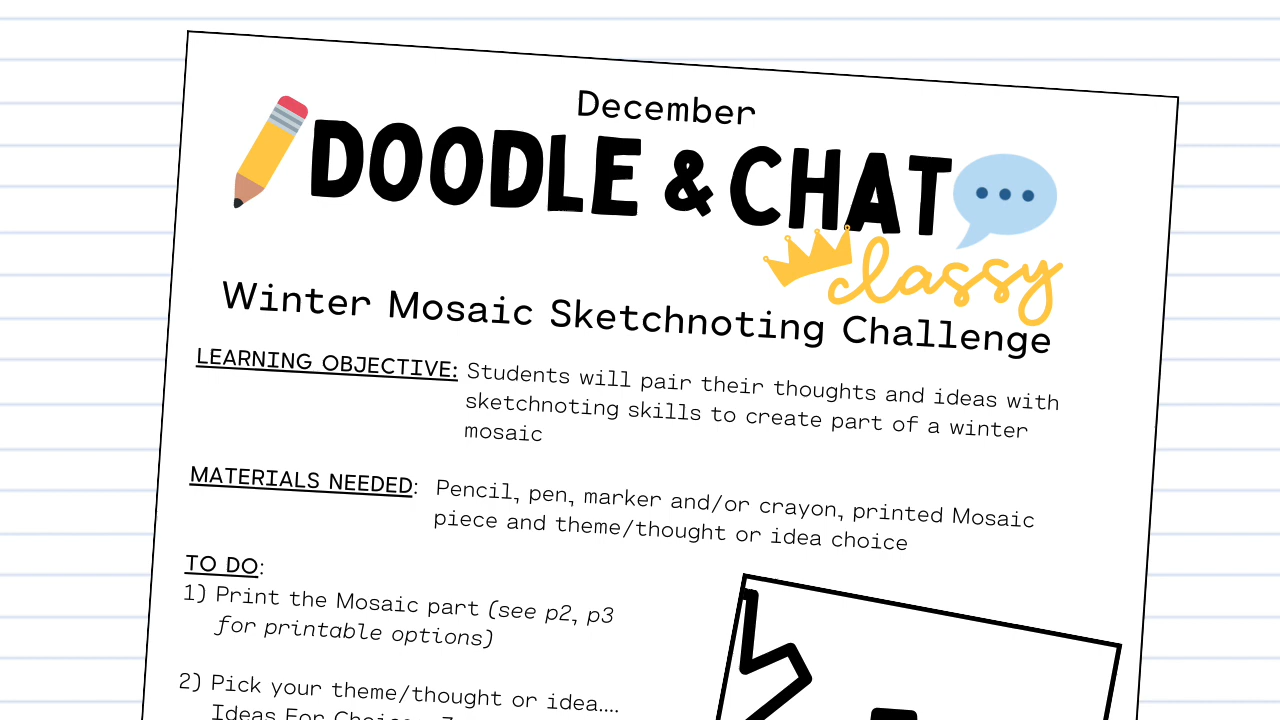 December
DOODLE & CHAT
classy
Winter Mosaic Sketchnoting Challenge
LEARNING OBJECTIVE: Students will pair their thoughts and ideas with
sketchnoting skills to create part of a winter
mosaic
MATERIALS NEEDED: Pencil, pen, marker and/or crayon, printed Mosaic
piece and theme/thought or idea choice
TO DO:
1) Print the Mosaic part (see p2, p3
for printable options)
2) Pick your theme/thought or idea....
Ideas For Choice